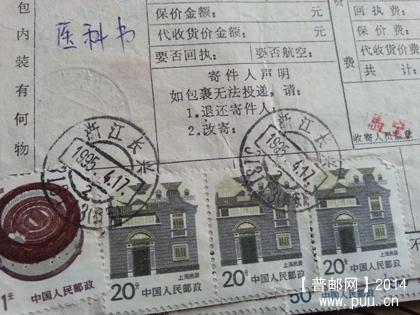 包
内
装
有
何
物
医科书
保价金额： 元
代收货价金额： 元
要否回执： 要否航空：
寄件人声明
如包裹无法投递，请：
1.退还寄件人：
2.改寄：
费
回执费：
保价费：
代收货价费
共计：
收寄人员
浙江长兴
1995.4.17.
浙江长兴
1995.4.17.
1元
中国人民邮政
上海民居
20分 中国人民邮政
上海民居
20分 中国人民邮政
上海民居
20分 中国人民邮政
50
【普邮网】2014
www.puu.cn